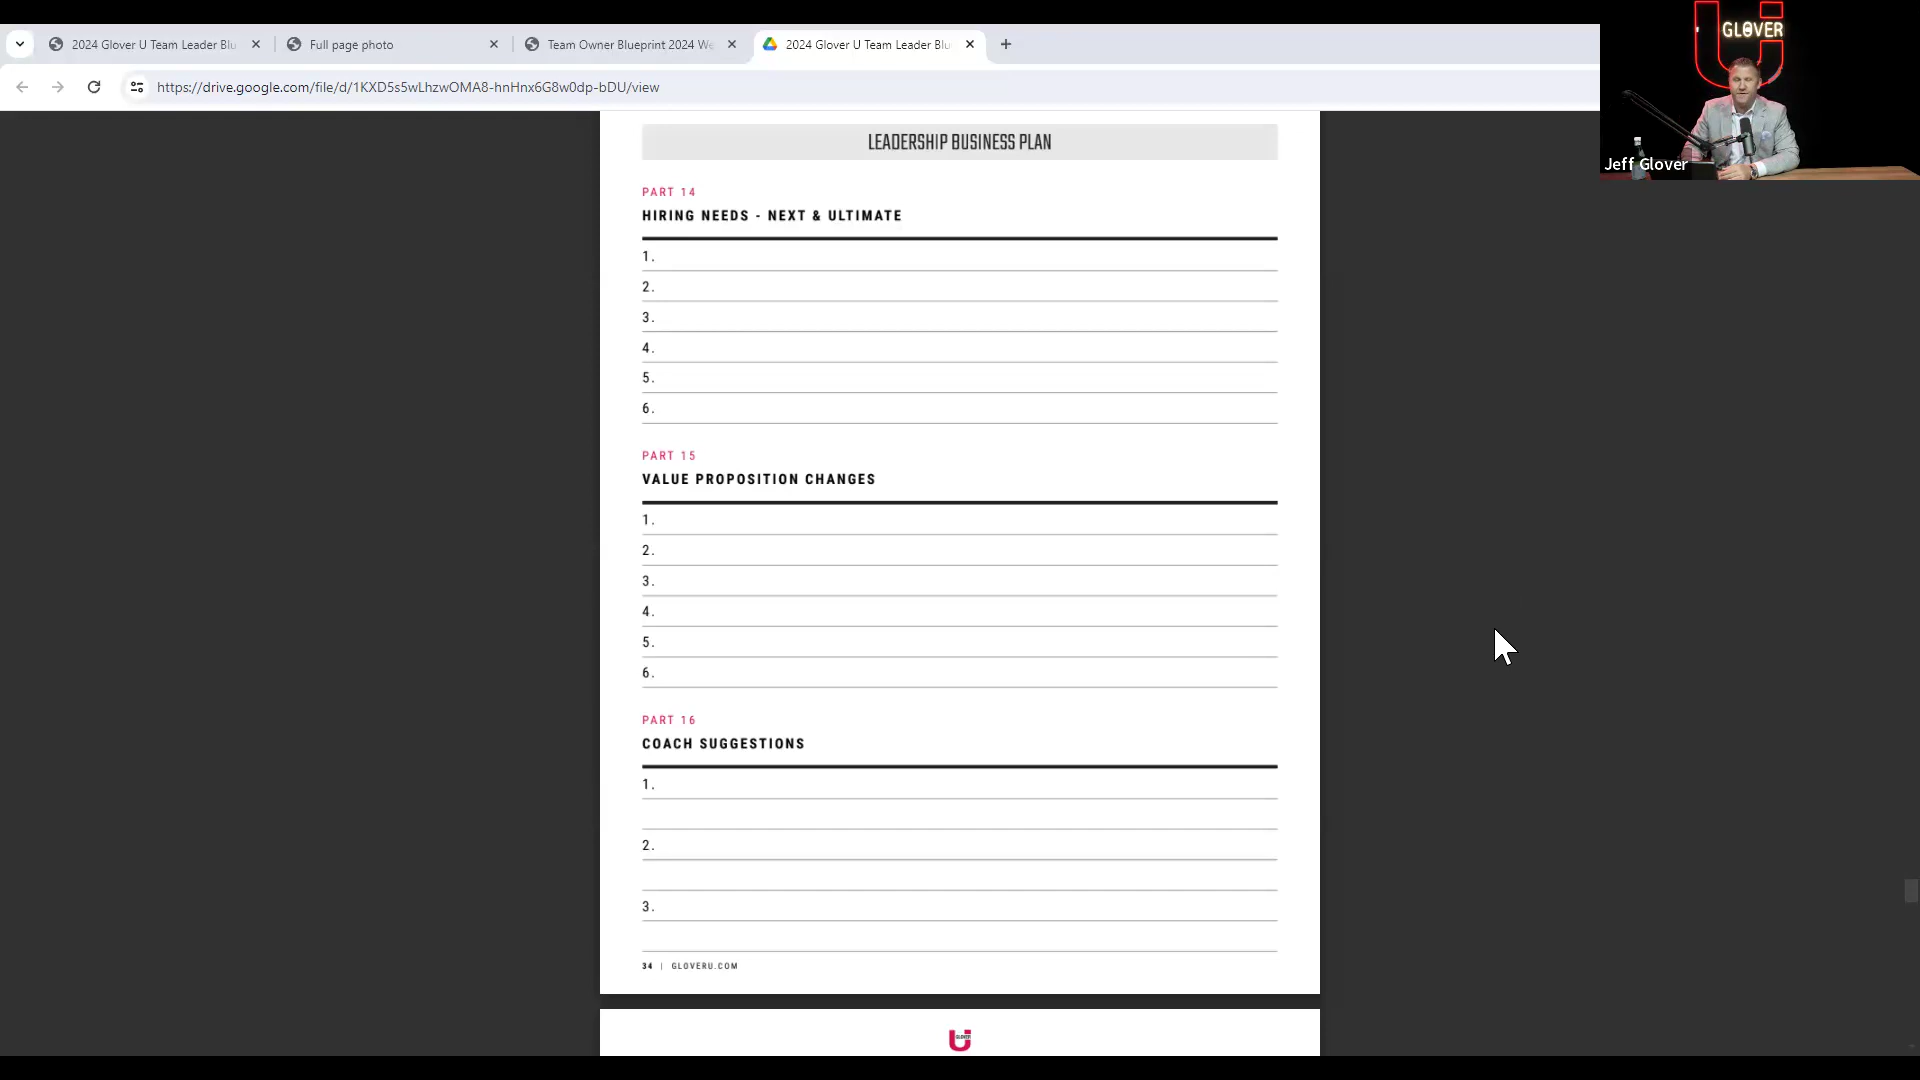 2024 Glover U Team Leader Blu
Full page photo
Team Owner Blueprint 2024 We
2024 Glover U Team Leader Blu
https://drive.google.com/file/d/1KXD5s5wLhzwOMA8-hnHnx6G8w0dp-bDU/view
GLOVER
Jeff Glover
LEADERSHIP BUSINESS PLAN
PART 14
HIRING NEEDS - NEXT & ULTIMATE
1.
2.
3.
4.
5.
6.
PART 15
VALUE PROPOSITION CHANGES
1.
2.
3.
4.
5.
6.
PART 16
COACH SUGGESTIONS
1.
2.
3.
34 | GLOVERU.COM
GLOVER